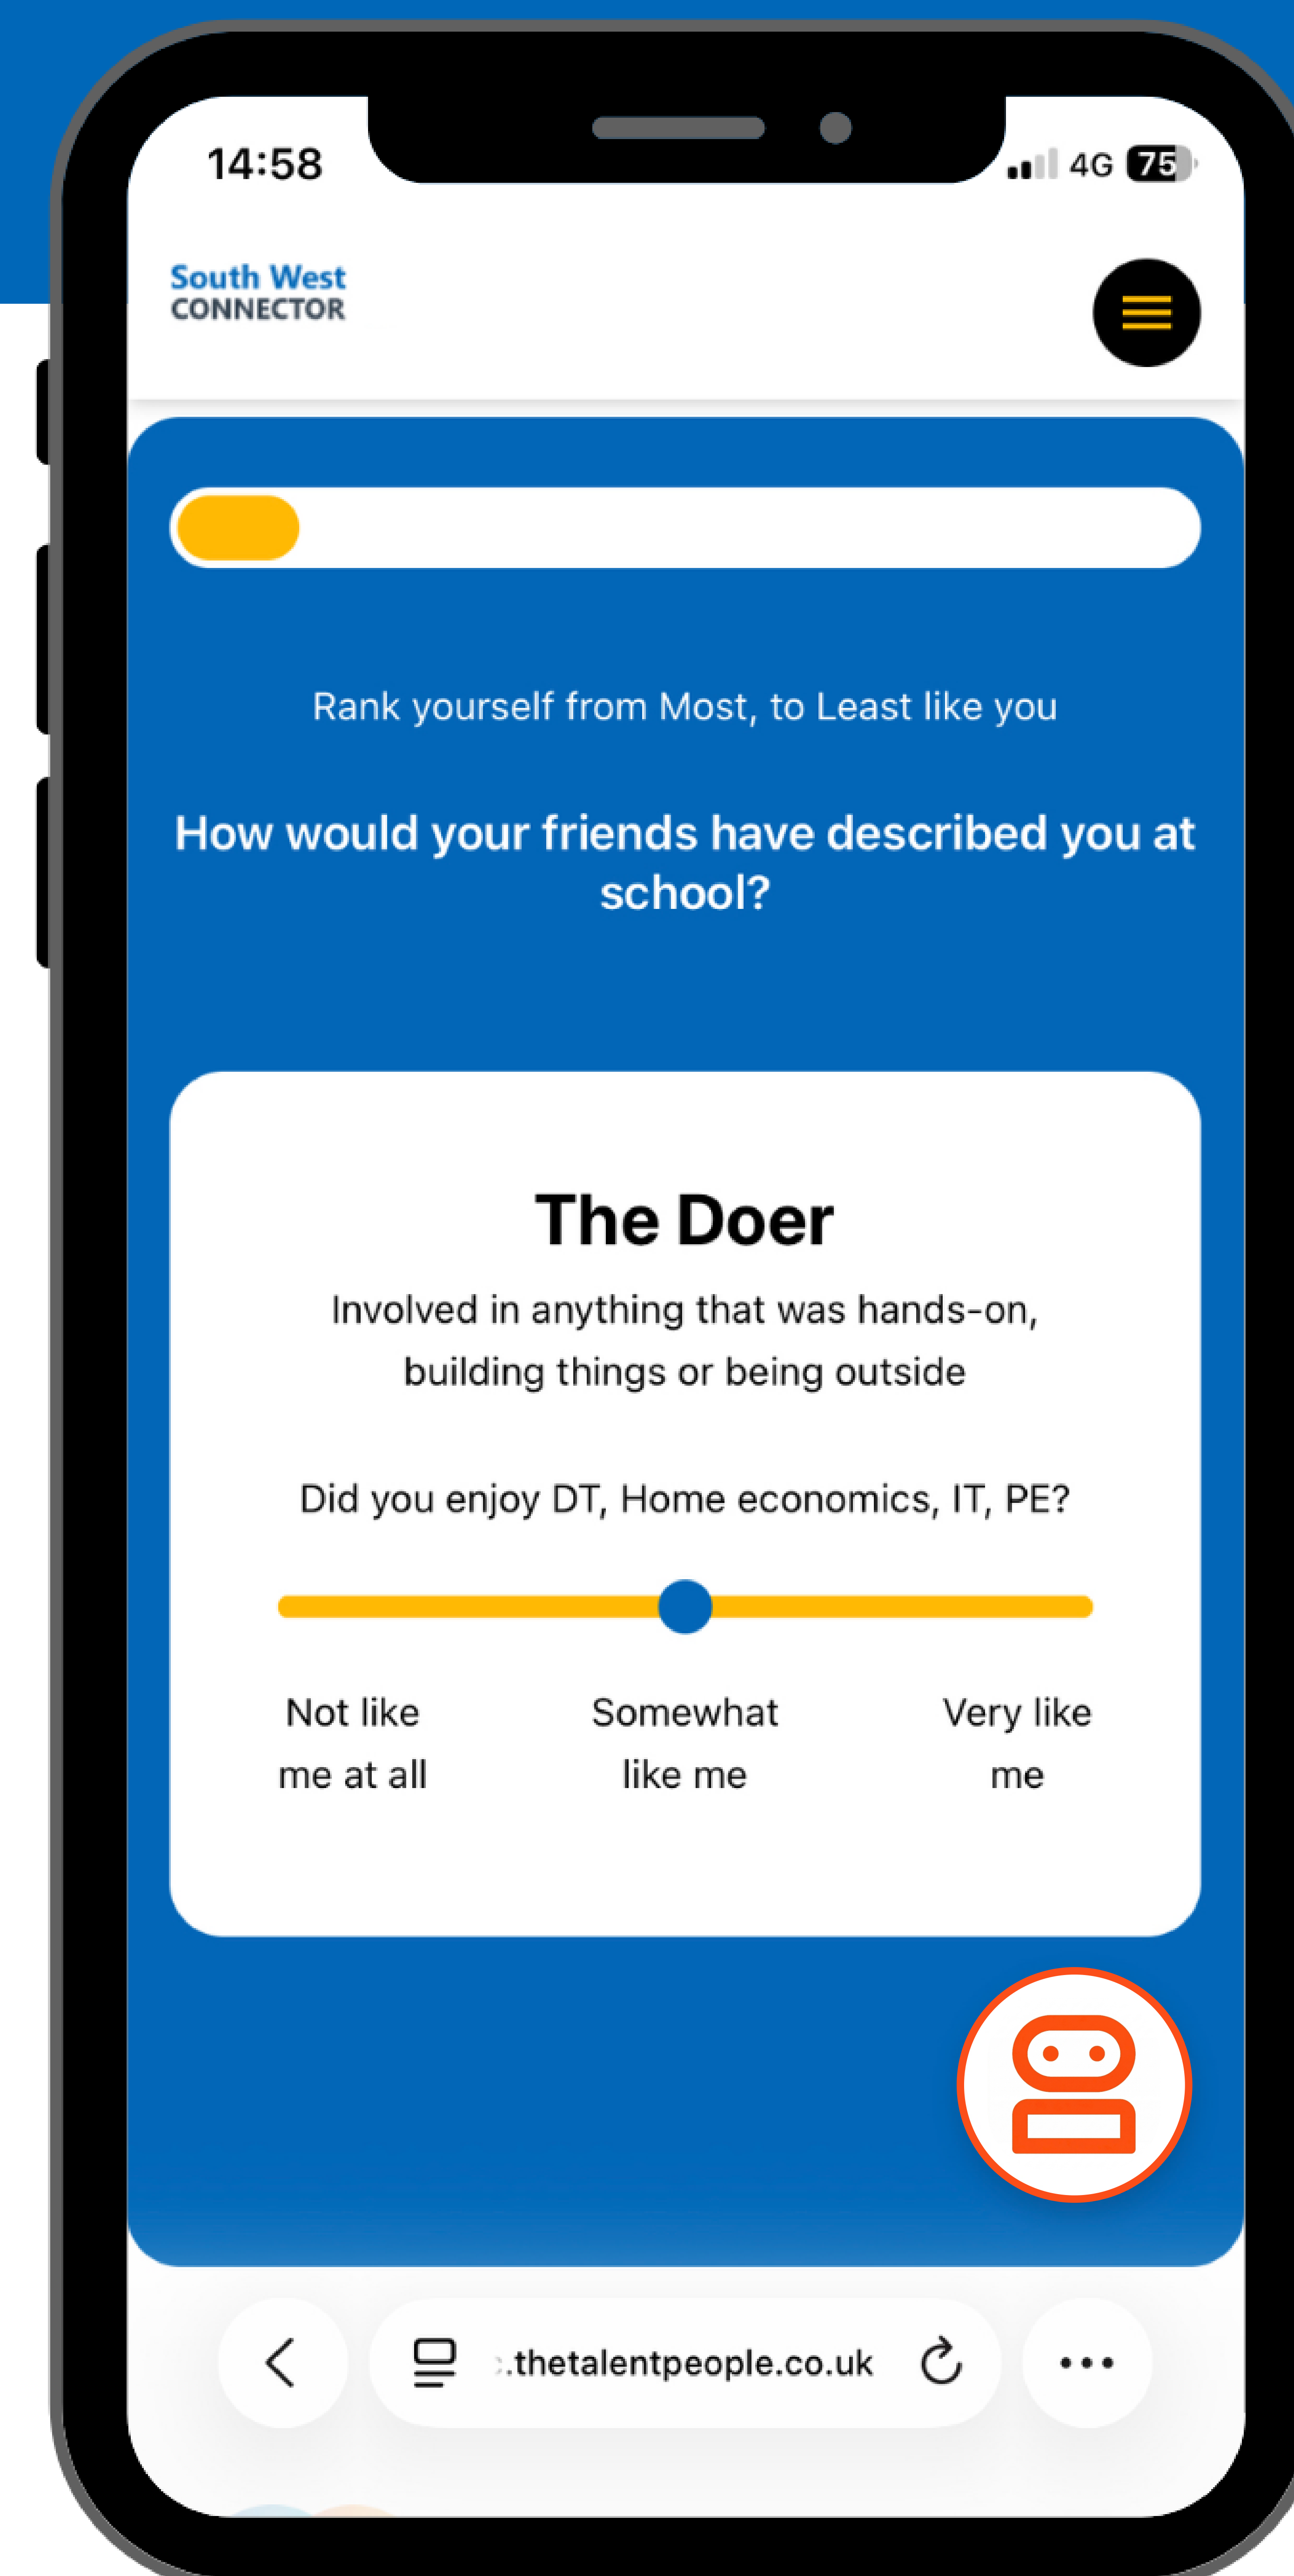 14:58
4G 75
South West
CONNECTOR
Rank yourself from Most, to Least like you
How would your friends have described you at
school?
The Doer
Involved in anything that was hands-on,
building things or being outside
Did you enjoy DT, Home economics, IT, PE?
Not like Somewhat Very like
me at all like me me
.thetalentpeople.co.uk